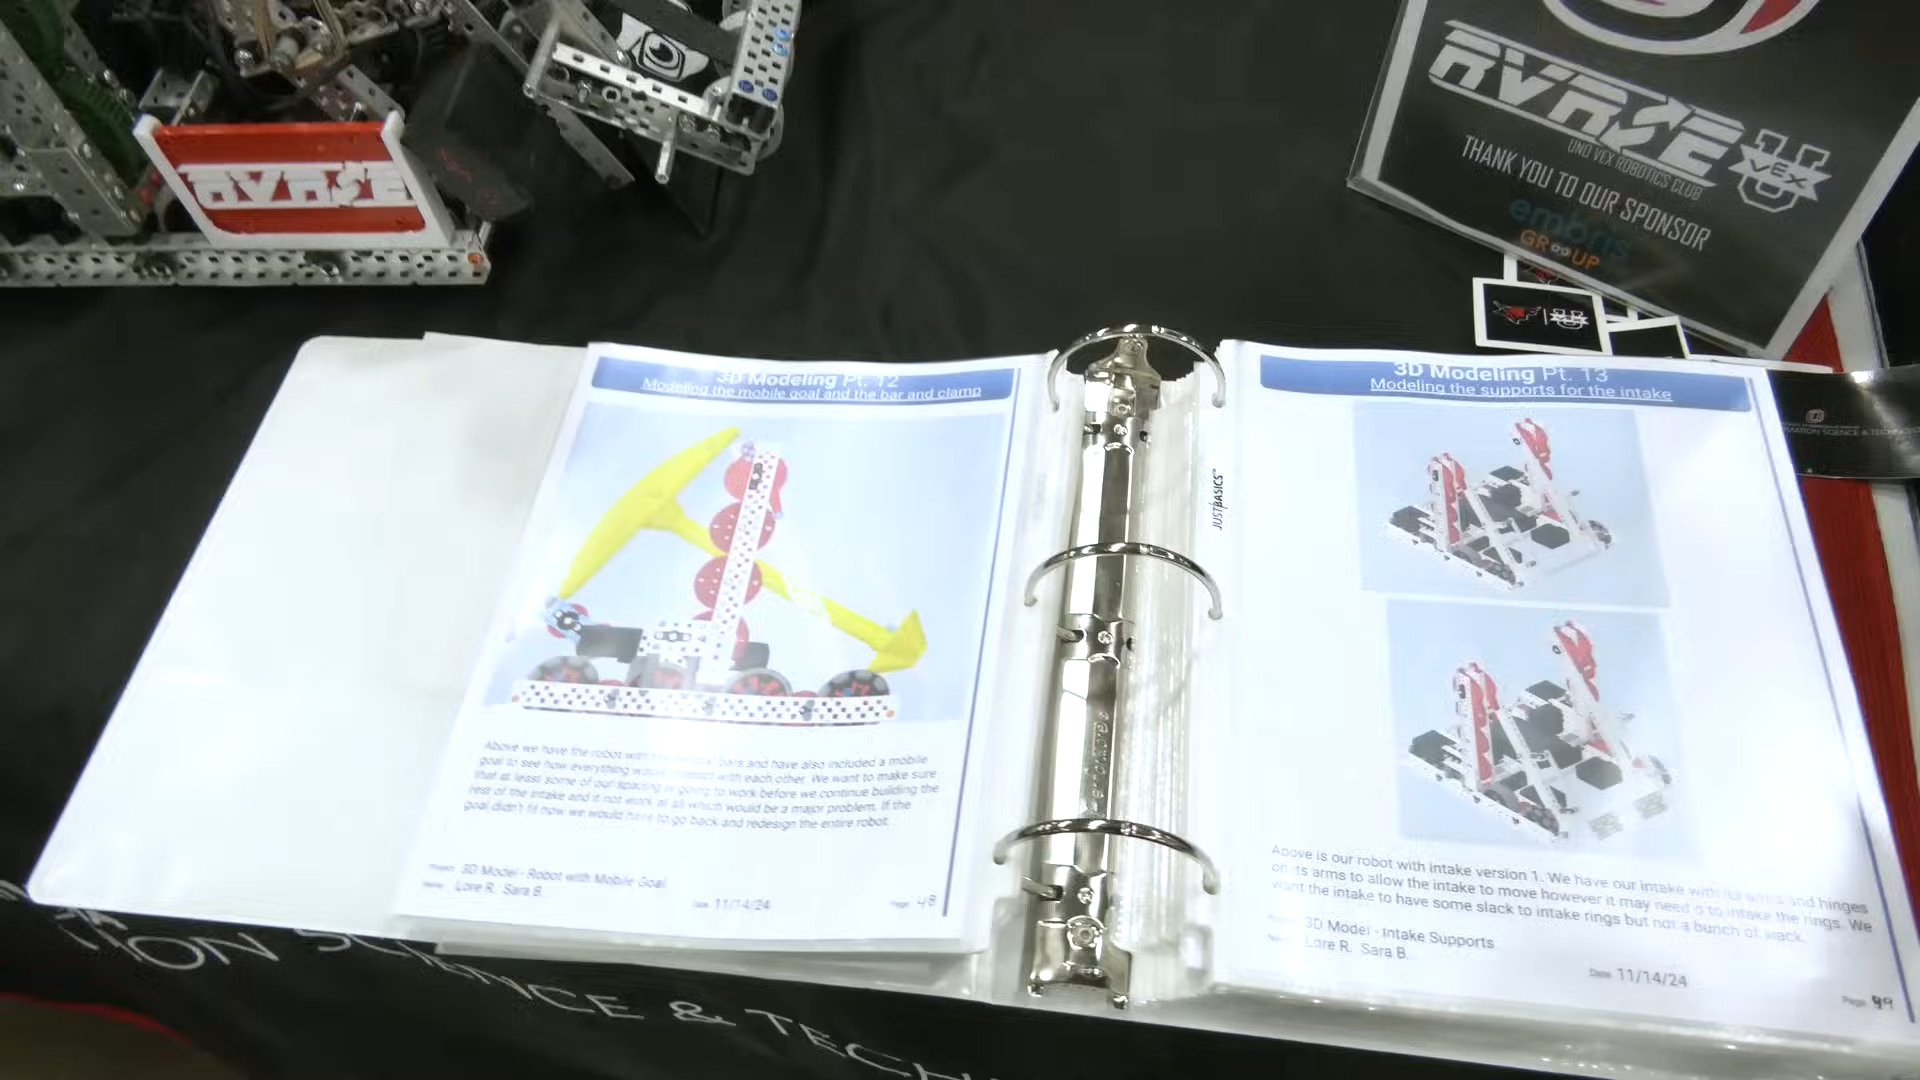 RVRSE
RVRSE
UNO VEX ROBOTICS CLUB
VEX
U
THANK YOU TO OUR SPONSOR
embris
GROUP
3D Modeling Pt. 12
Modeling the mobile goal and the bar and clamp
Above we have the robot with bars and have also included a mobile
goal to see how everything would with each other. We want to make sure
that at least some of our spacing is going to work before we continue building the
rest of the intake and it not work at all which would be a major problem. If the
goal didn't fit now we would have to go back and redesign the entire robot.
3D Model - Robot with Mobile Goal
Lore R. Sara B.
Date 11/14/24
Page 48
JUST BASICS
3D Modeling Pt. 13
Modeling the supports for the intake
Above is our robot with intake version 1. We have our intake with its arms and hinges
on its arms to allow the intake to move however it may need to intake the rings. We
want the intake to have some slack to intake rings but not a bunch of slack.
3D Model - Intake Supports
Lore R. Sara B.
Date 11/14/24
Page 49
SCIENCE & TECHNOLOGY
ION SCIENCE & TECH